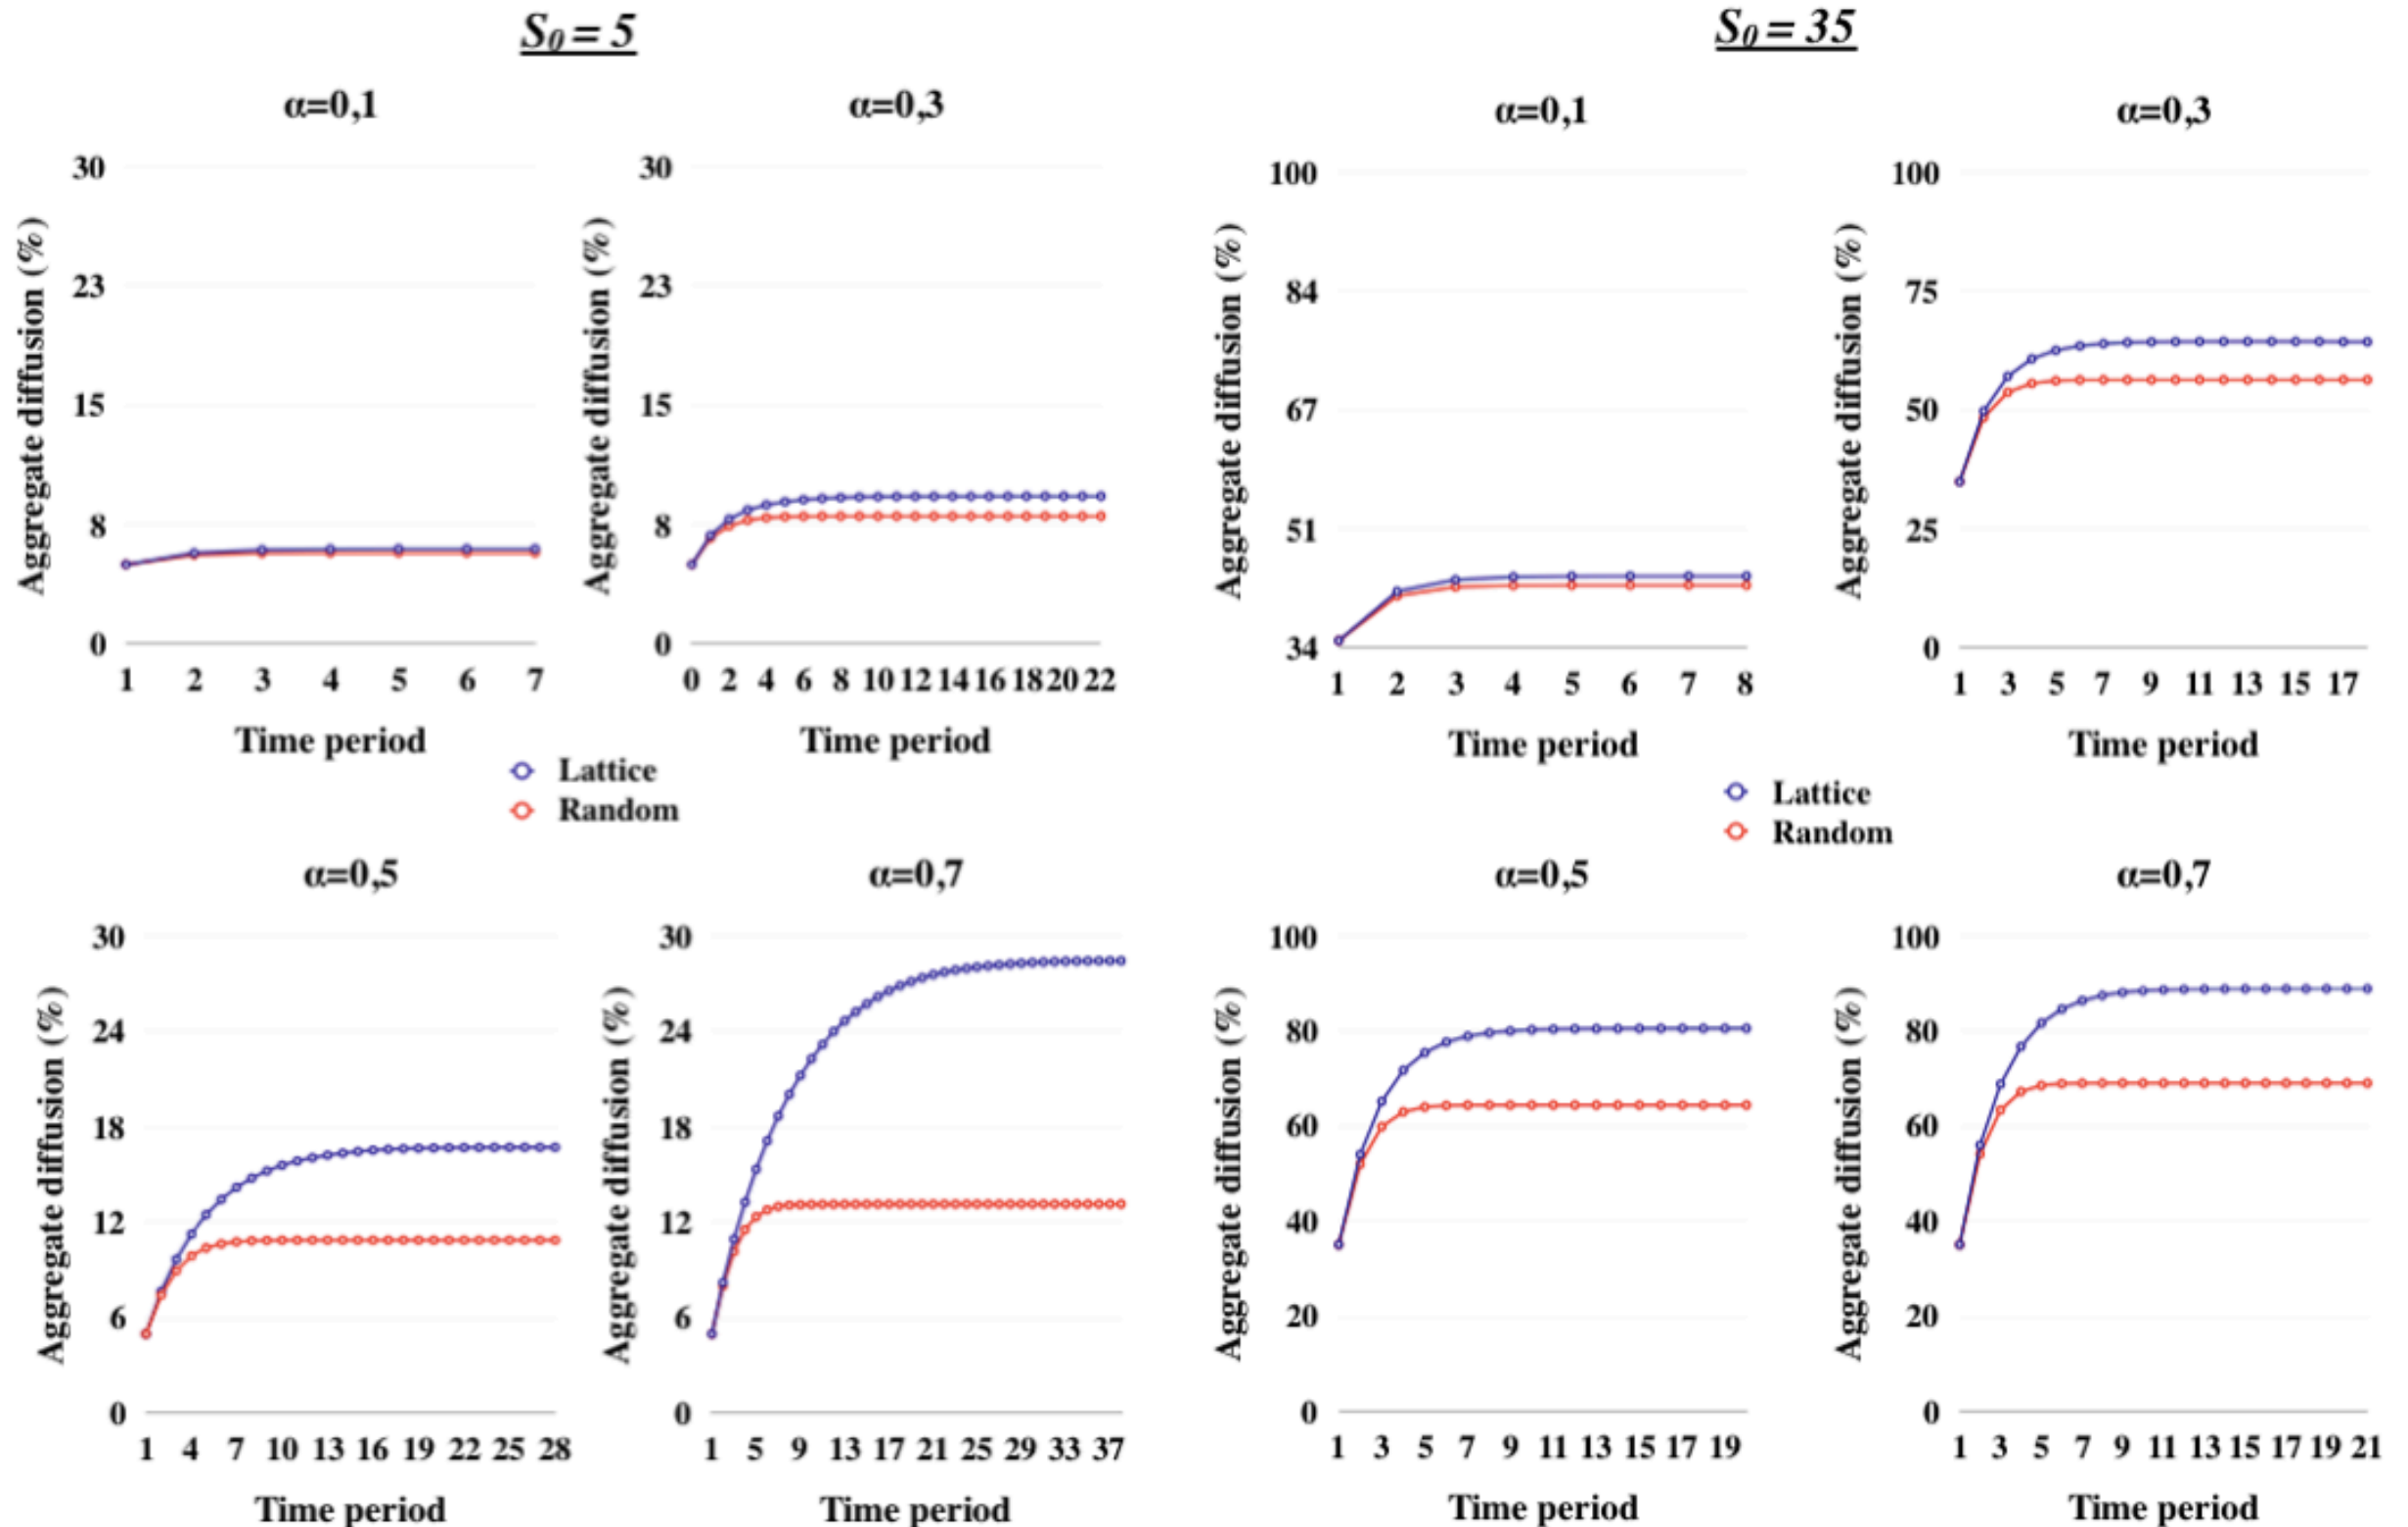 S0 = 5
α=0,1
α=0,3
Aggregate diffusion (%)
30
23
15
8
0
1 2 3 4 5 6 7
Time period
Aggregate diffusion (%)
30
23
15
8
0
0 2 4 6 8 10 12 14 16 18 20 22
Time period
Lattice
Random
α=0,5
α=0,7
Aggregate diffusion (%)
30
24
18
12
6
0
1 4 7 10 13 16 19 22 25 28
Time period
Aggregate diffusion (%)
30
24
18
12
6
0
1 5 9 13 17 21 25 29 33 37
Time period
S0 = 35
α=0,1
α=0,3
Aggregate diffusion (%)
100
84
67
51
34
1 2 3 4 5 6 7 8
Time period
Aggregate diffusion (%)
100
75
50
25
0
1 3 5 7 9 11 13 15 17
Time period
Lattice
Random
α=0,5
α=0,7
Aggregate diffusion (%)
100
80
60
40
20
0
1 3 5 7 9 11 13 15 17 19
Time period
Aggregate diffusion (%)
100
80
60
40
20
0
1 3 5 7 9 11 13 15 17 19 21
Time period